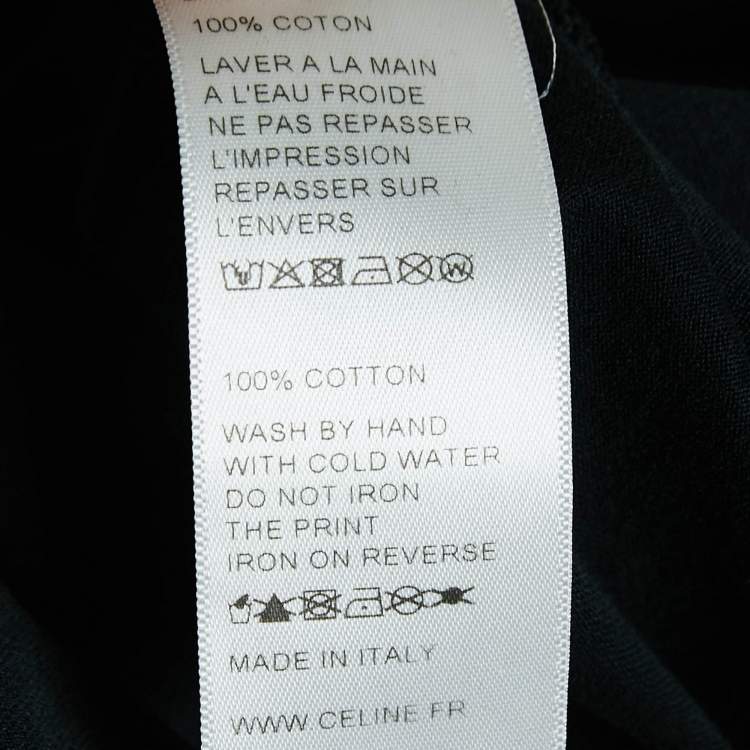 100% COTON
LAVER A LA MAIN
A L'EAU FROIDE
NE PAS REPASSER
L'IMPRESSION
REPASSER SUR
L'ENVERS
100% COTTON
WASH BY HAND
WITH COLD WATER
DO NOT IRON
THE PRINT
IRON ON REVERSE
MADE IN ITALY
WWW.CELINE.FR